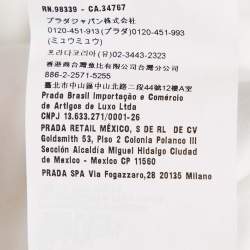 RN.98339 - CA.34767
プラダジャパン株式会社
0120-451-913 (プラダ) 0120-451-993
(ミュウミュウ)
프라다코리아(유) 02-3443-2323
香港商台灣意比有限公司台灣分公司
886-2-2571-5255
臺北市中山區中山北路二段44號12樓A室
Prada Brasil Importação e Comércio
de Artigos de Luxo Ltda
CNPJ 13.633.271/0001-26
PRADA RETAIL MÉXICO, S DE RL DE CV
Goldsmith 53, Piso 2 Colonia Polanco III
Sección Alcaldía Miguel Hidalgo Ciudad
de Mexico - Mexico CP 11560
PRADA SPA Via Fogazzaro,28 20135 Milano